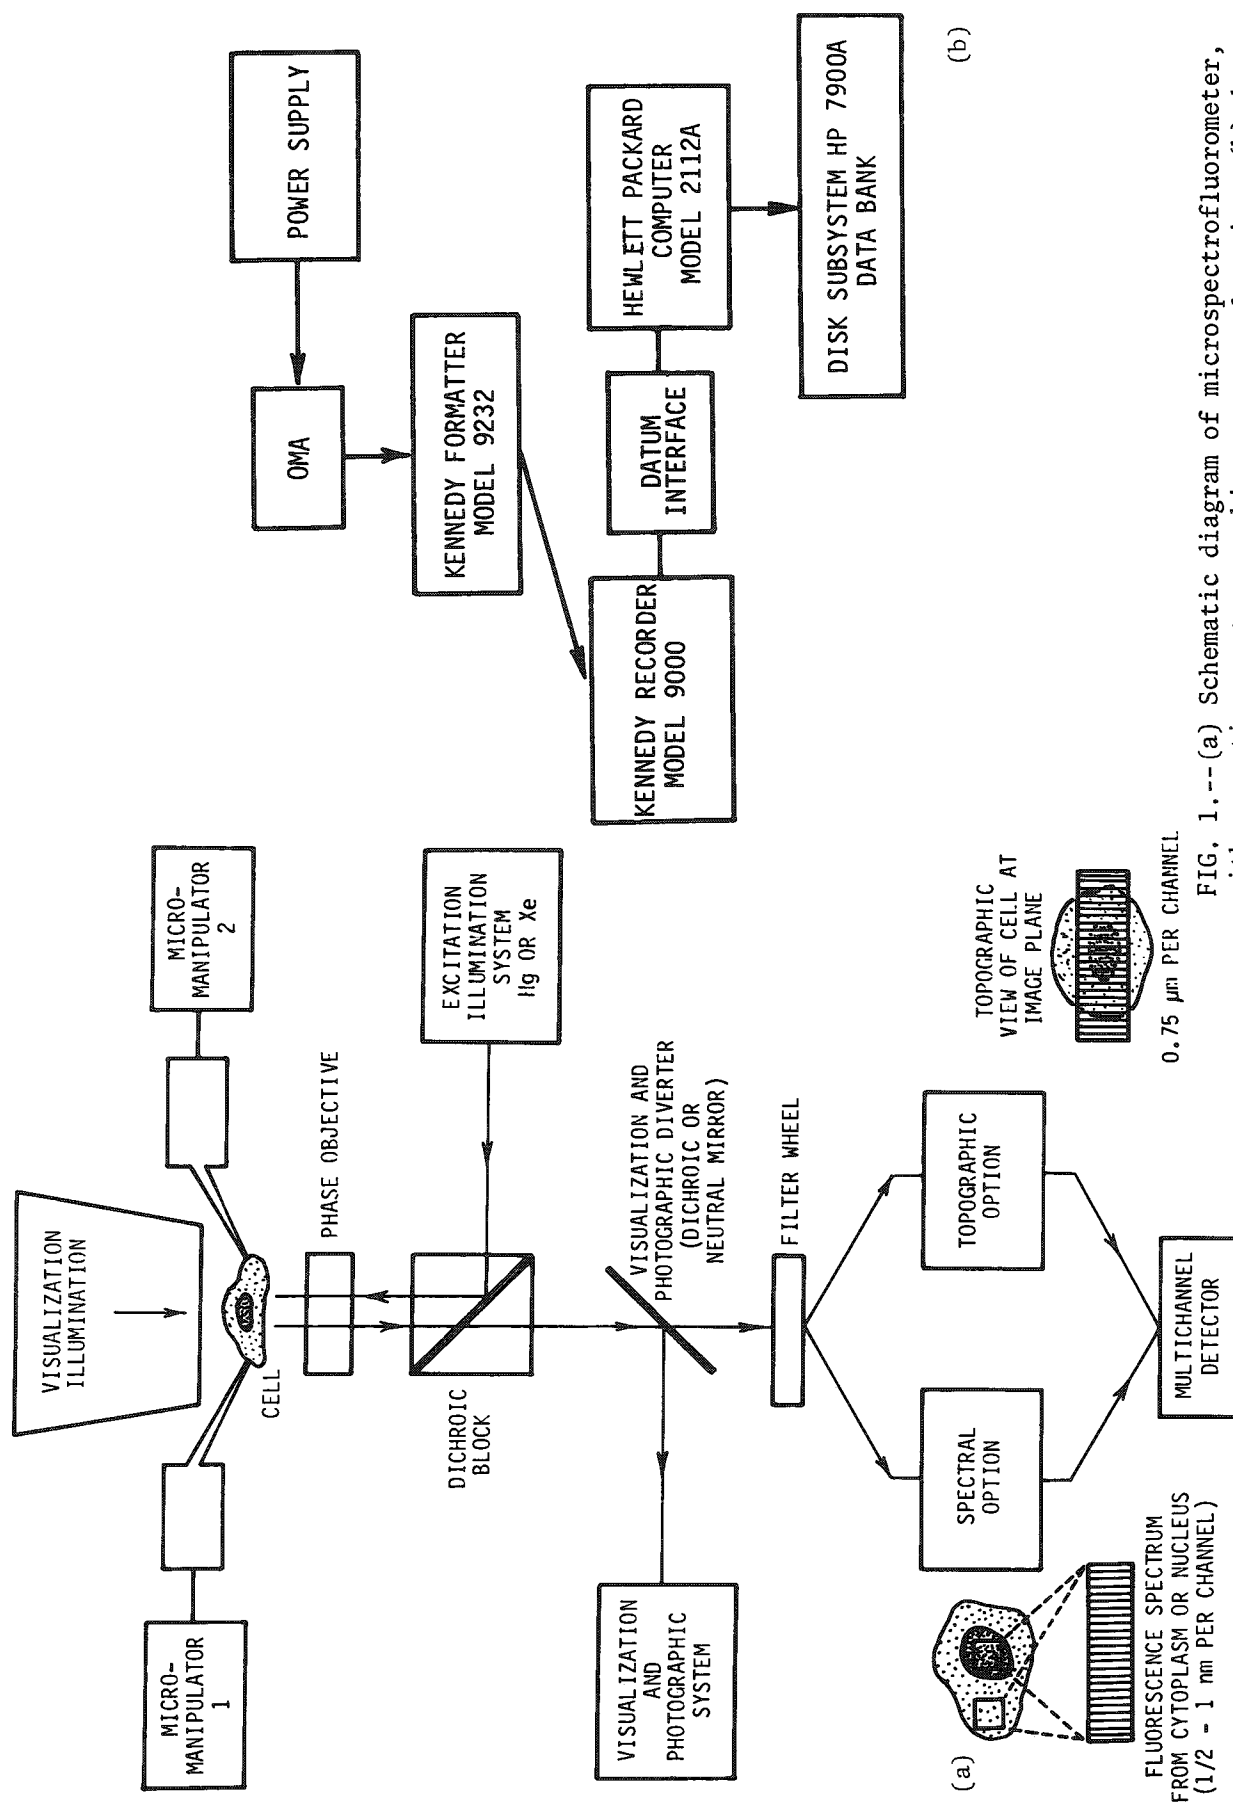 VISUALIZATION
ILLUMINATION
MICRO-
MANIPULATOR
1
MICRO-
MANIPULATOR
2
CELL
PHASE OBJECTIVE
DICHROIC
BLOCK
EXCITATION
ILLUMINATION
SYSTEM
Hg OR Xe
VISUALIZATION
AND
PHOTOGRAPHIC
SYSTEM
VISUALIZATION AND
PHOTOGRAPHIC DIVERTER
(DICHROIC OR
NEUTRAL MIRROR)
FILTER WHEEL
(a)
SPECTRAL
OPTION
TOPOGRAPHIC
OPTION
TOPOGRAPHIC
VIEW OF CELL AT
IMAGE PLANE
0.75 µm PER CHANNEL
FLUORESCENCE SPECTRUM
FROM CYTOPLASM OR NUCLEUS
(1/2 - 1 nm PER CHANNEL)
MULTICHANNEL
DETECTOR
POWER SUPPLY
OMA
KENNEDY FORMATTER
MODEL 9232
KENNEDY RECORDER
MODEL 9000
DATUM
INTERFACE
HEWLETT PACKARD
COMPUTER
MODEL 2112A
DISK SUBSYSTEM HP 7900A
DATA BANK
(b)
FIG. 1.--(a) Schematic diagram of microspectrofluorometer,